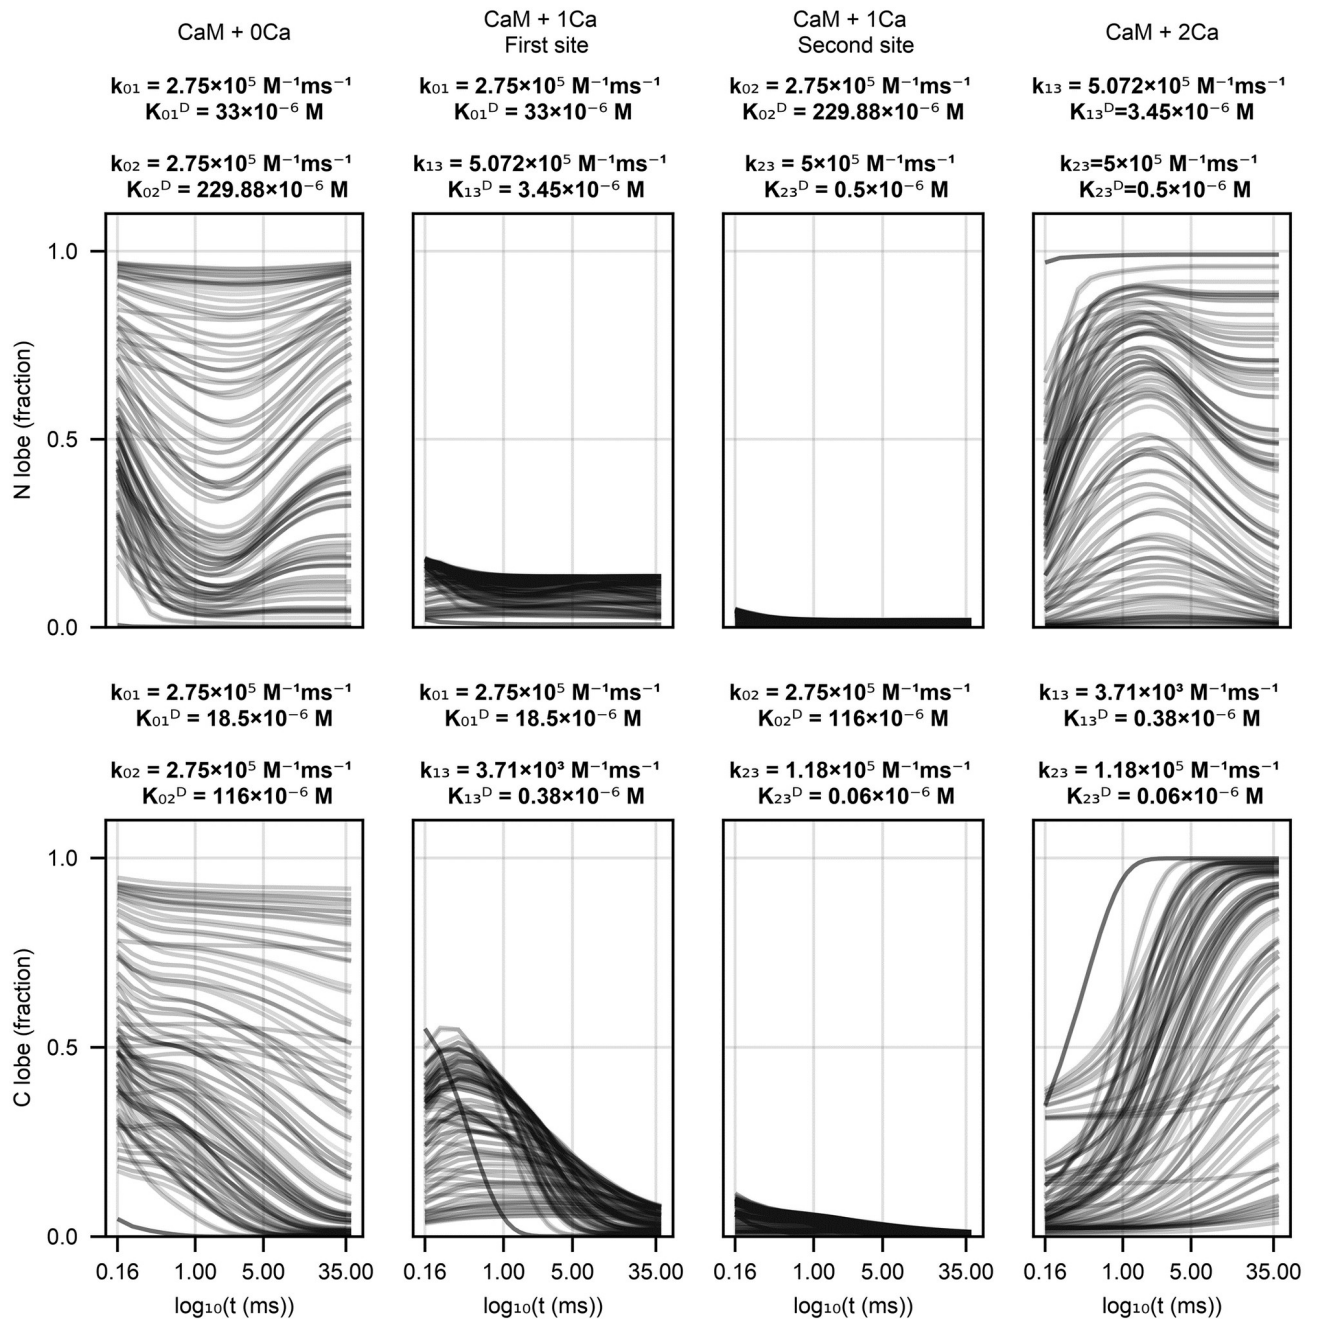 CaM + 0Ca
CaM + 1Ca
First site
CaM + 1Ca
Second site
CaM + 2Ca
k₀₁ = 2.75×10⁵ M⁻¹ms⁻¹
K₀₁ᴰ = 33×10⁻⁶ M
k₀₂ = 2.75×10⁵ M⁻¹ms⁻¹
K₀₂ᴰ = 229.88×10⁻⁶ M
k₀₁ = 2.75×10⁵ M⁻¹ms⁻¹
K₀₁ᴰ = 33×10⁻⁶ M
k₁₃ = 5.072×10⁵ M⁻¹ms⁻¹
K₁₃ᴰ = 3.45×10⁻⁶ M
k₀₂ = 2.75×10⁵ M⁻¹ms⁻¹
K₀₂ᴰ = 229.88×10⁻⁶ M
k₂₃ = 5×10⁵ M⁻¹ms⁻¹
K₂₃ᴰ = 0.5×10⁻⁶ M
k₁₃ = 5.072×10⁵ M⁻¹ms⁻¹
K₁₃ᴰ=3.45×10⁻⁶ M
k₂₃=5×10⁵ M⁻¹ms⁻¹
K₂₃ᴰ=0.5×10⁻⁶ M
N lobe (fraction)
1.0
0.5
0.0
k₀₁ = 2.75×10⁵ M⁻¹ms⁻¹
K₀₁ᴰ = 18.5×10⁻⁶ M
k₀₂ = 2.75×10⁵ M⁻¹ms⁻¹
K₀₂ᴰ = 116×10⁻⁶ M
k₀₁ = 2.75×10⁵ M⁻¹ms⁻¹
K₀₁ᴰ = 18.5×10⁻⁶ M
k₁₃ = 3.71×10³ M⁻¹ms⁻¹
K₁₃ᴰ = 0.38×10⁻⁶ M
k₀₂ = 2.75×10⁵ M⁻¹ms⁻¹
K₀₂ᴰ = 116×10⁻⁶ M
k₂₃ = 1.18×10⁵ M⁻¹ms⁻¹
K₂₃ᴰ = 0.06×10⁻⁶ M
k₁₃ = 3.71×10³ M⁻¹ms⁻¹
K₁₃ᴰ = 0.38×10⁻⁶ M
k₂₃ = 1.18×10⁵ M⁻¹ms⁻¹
K₂₃ᴰ = 0.06×10⁻⁶ M
C lobe (fraction)
1.0
0.5
0.0
0.16 1.00 5.00 35.00
0.16 1.00 5.00 35.00
0.16 1.00 5.00 35.00
0.16 1.00 5.00 35.00
log₁₀(t (ms))
log₁₀(t (ms))
log₁₀(t (ms))
log₁₀(t (ms))